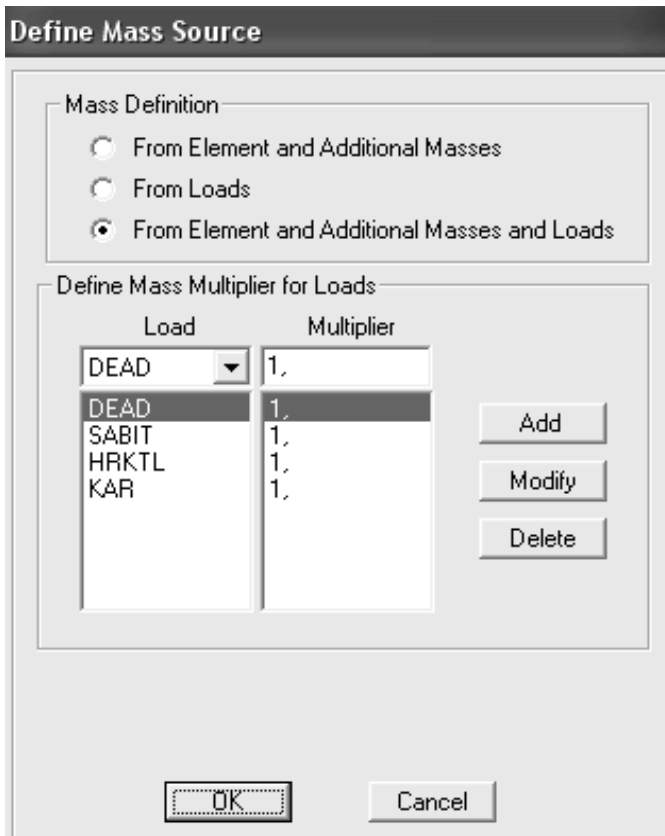 Define Mass Source
Mass Definition
From Element and Additional Masses
From Loads
From Element and Additional Masses and Loads
Define Mass Multiplier for Loads
Load Multiplier
DEAD 1,
DEAD 1,
SABIT 1,
HRKTL 1,
KAR 1,
Add
Modify
Delete
OK Cancel